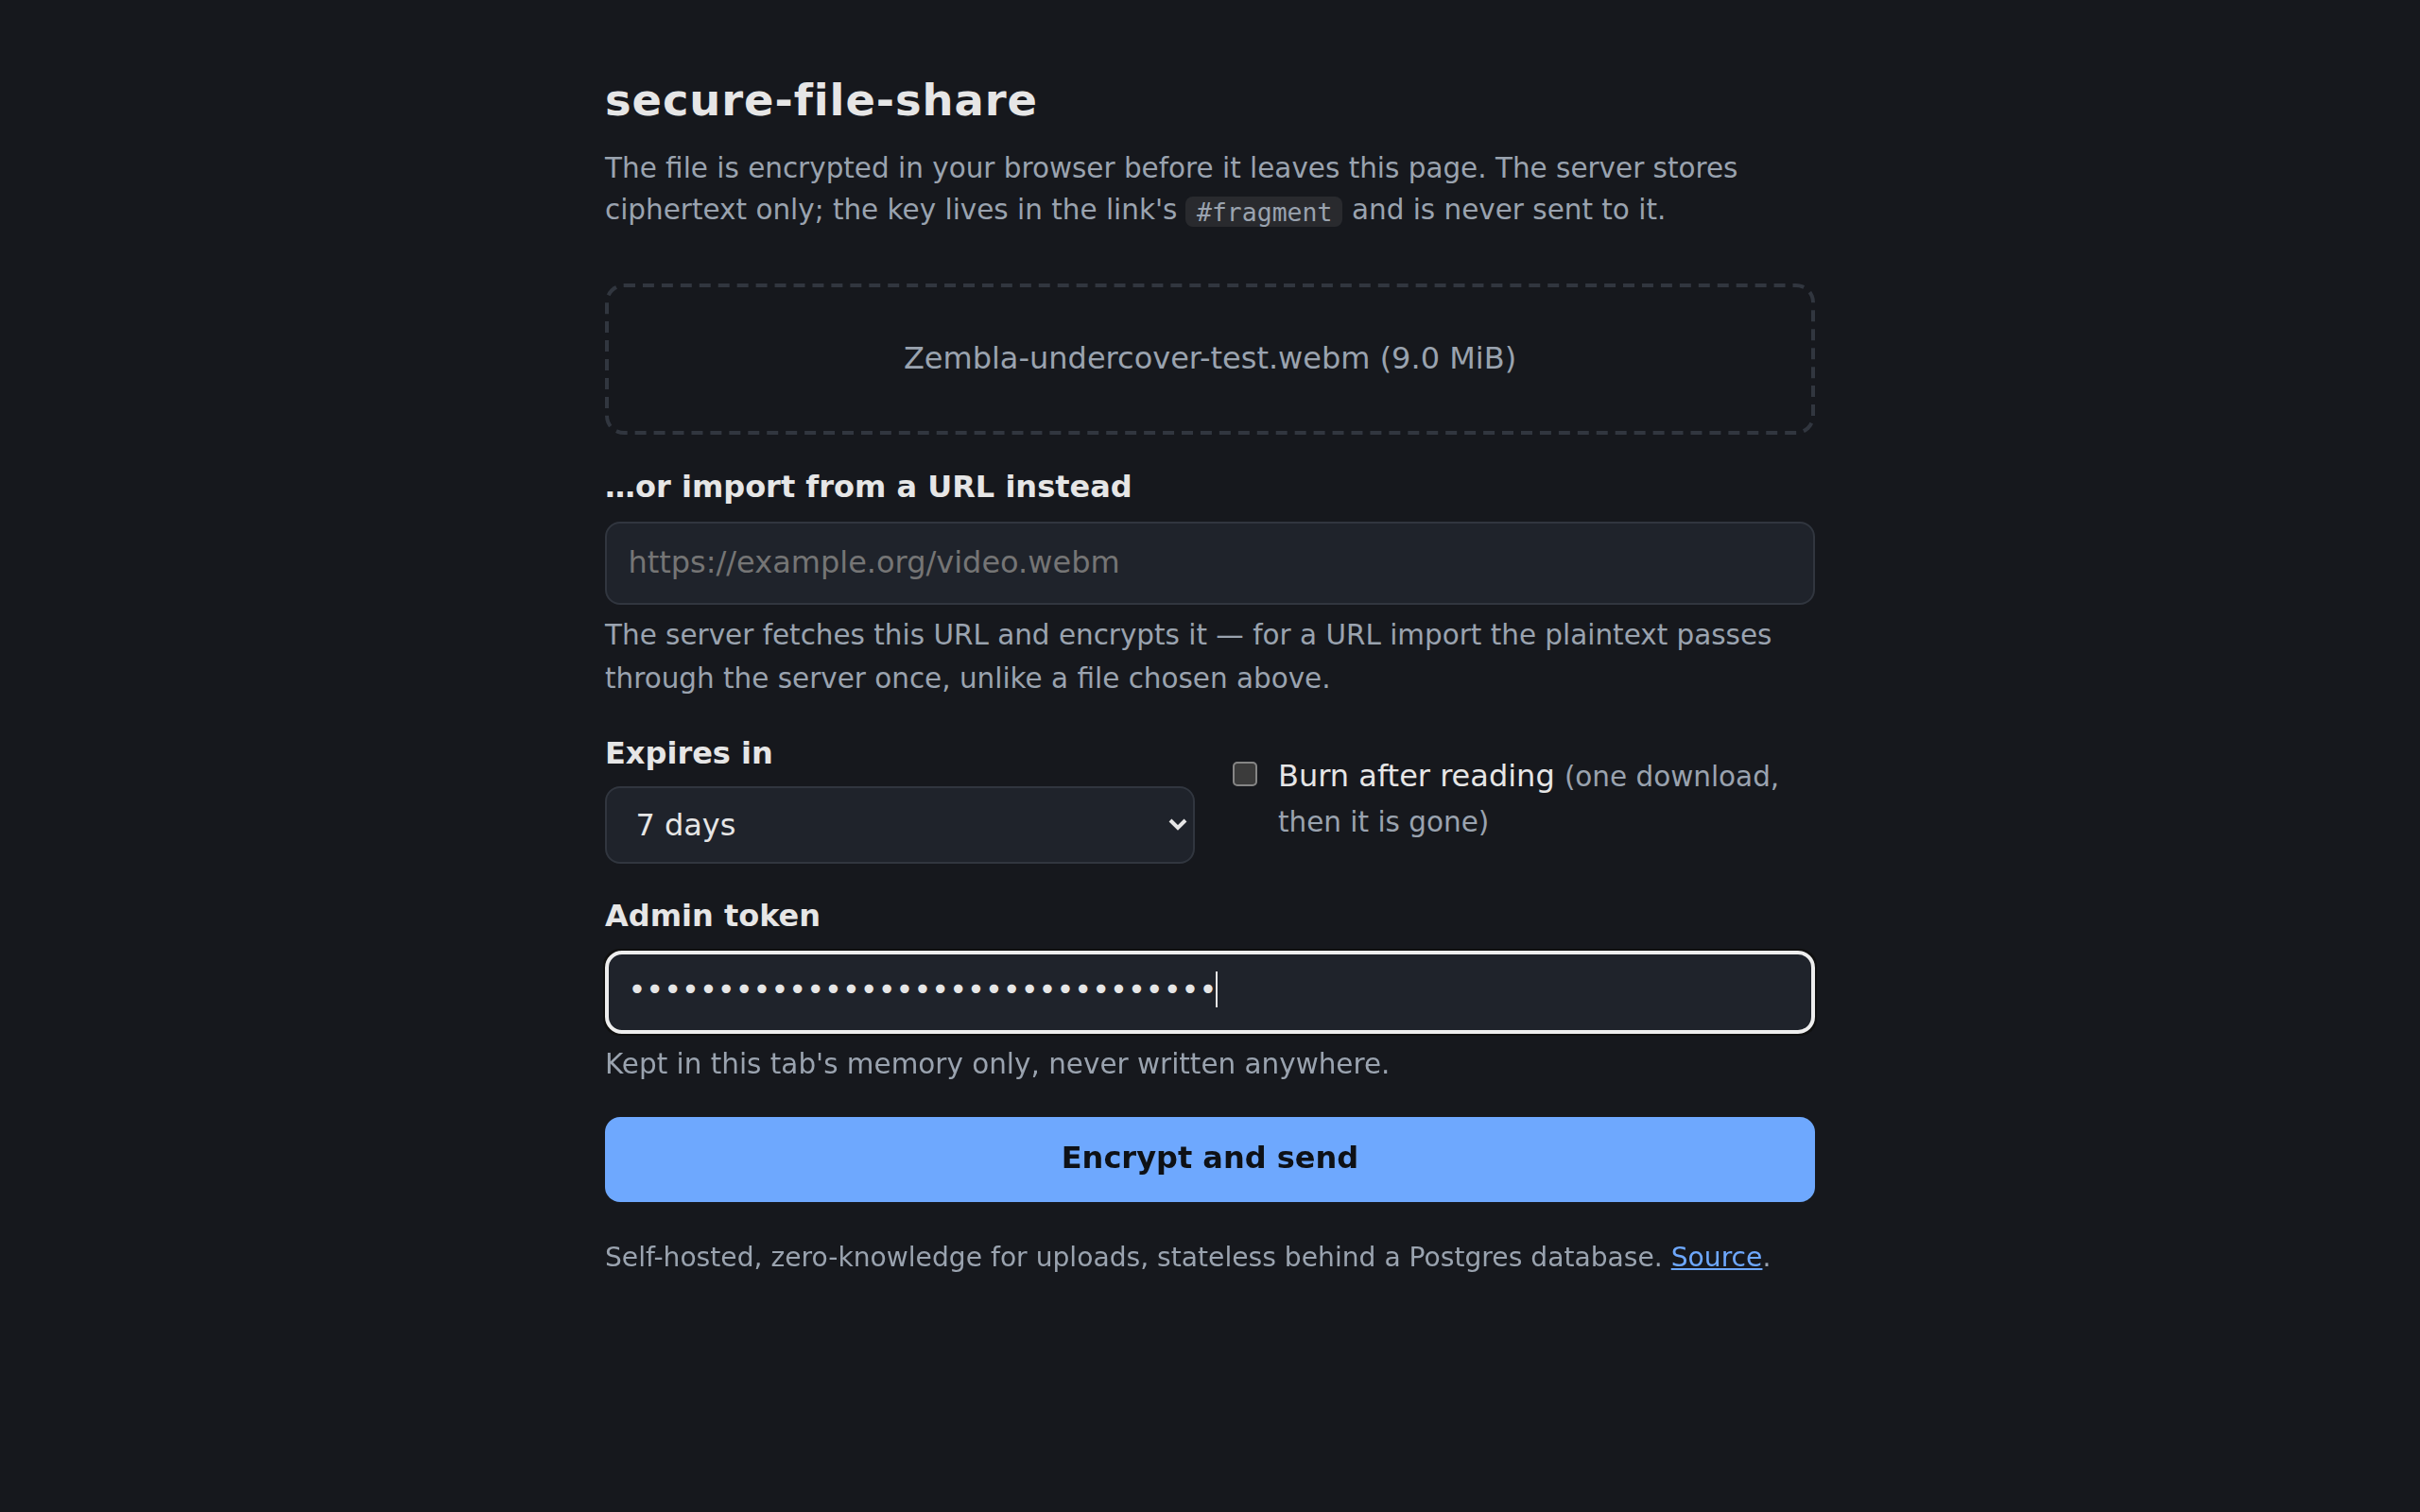 secure-file-share
The file is encrypted in your browser before it leaves this page. The server stores
ciphertext only; the key lives in the link's #fragment and is never sent to it.
Zembla-undercover-test.webm (9.0 MiB)
…or import from a URL instead
https://example.org/video.webm
The server fetches this URL and encrypts it — for a URL import the plaintext passes
through the server once, unlike a file chosen above.
Expires in
7 days
Burn after reading (one download,
then it is gone)
Admin token
•••••••••••••••••••••••••••••••••
Kept in this tab's memory only, never written anywhere.
Encrypt and send
Self-hosted, zero-knowledge for uploads, stateless behind a Postgres database. Source.